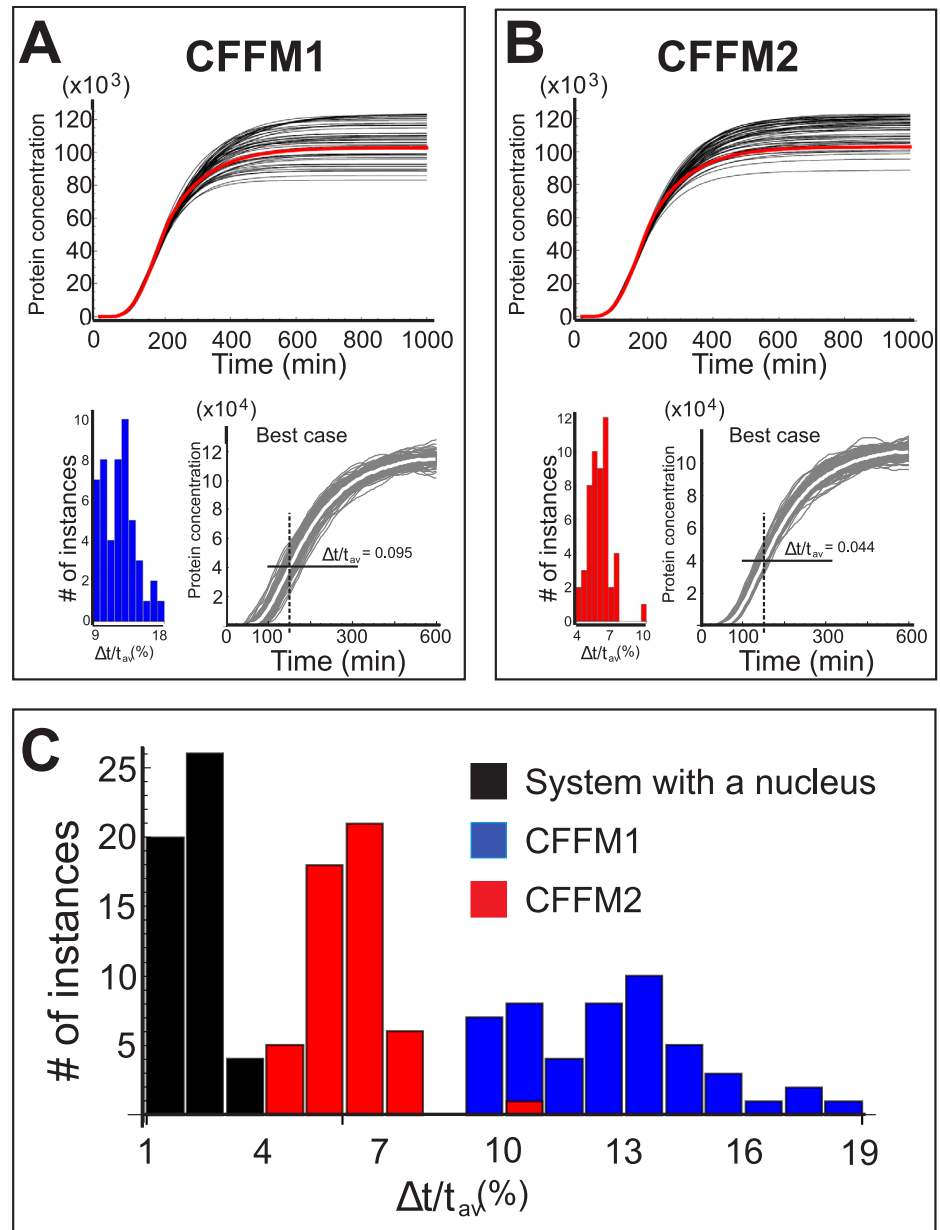 A
CFFM1
(x10³)
Protein concentration
120
100
80
60
40
20
0
0 200 400 600 800 1000
Time (min)
# of instances
10
8
6
4
2
0
9 18
Δt/t_av(%)
(x10⁴)
Best case
Protein concentration
12
10
8
6
4
2
Δt/t_av = 0.095
0 100 300 600
Time (min)
B
CFFM2
(x10³)
Protein concentration
120
100
80
60
40
20
0
0 200 400 600 800 1000
Time (min)
# of instances
12
10
8
6
4
2
0
4 7 10
Δt/t_av(%)
(x10⁴)
Best case
Protein concentration
10
8
6
4
2
Δt/t_av = 0.044
100 300 600
Time (min)
C
# of instances
25
20
15
10
5
System with a nucleus
CFFM1
CFFM2
1 4 7 10 13 16 19
Δt/t_av(%)